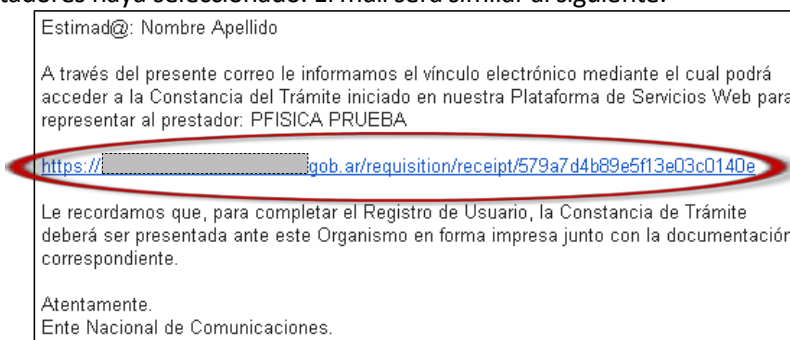 tadores haya seleccionado. El mail será similar al siguiente:
Estimad@: Nombre Apellido
A través del presente correo le informamos el vínculo electrónico mediante el cual podrá
acceder a la Constancia del Trámite iniciado en nuestra Plataforma de Servicios Web para
representar al prestador: PFISICA PRUEBA
https:// gob.ar/requisition/receipt/579a7d4b89e5f13e03c0140e
Le recordamos que, para completar el Registro de Usuario, la Constancia de Trámite
deberá ser presentada ante este Organismo en forma impresa junto con la documentación
correspondiente.
Atentamente.
Ente Nacional de Comunicaciones.